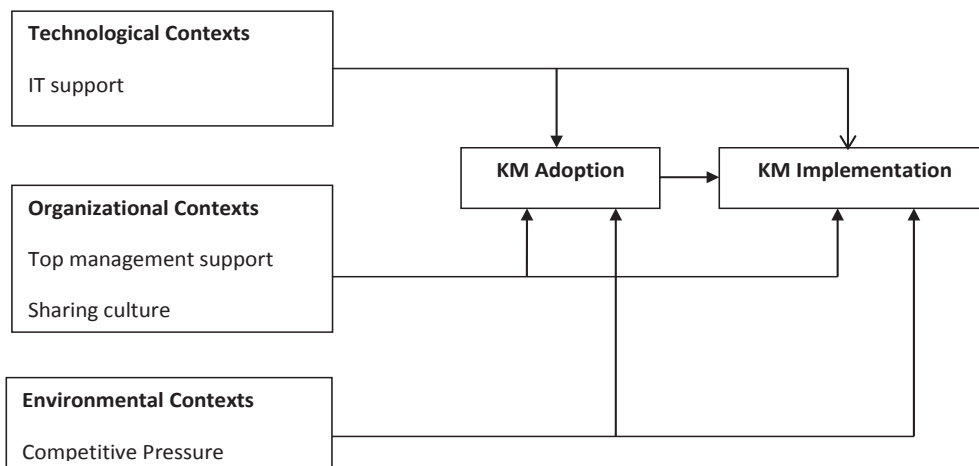 Technological Contexts
IT support
KM Adoption
KM Implementation
Organizational Contexts
Top management support
Sharing culture
Environmental Contexts
Competitive Pressure